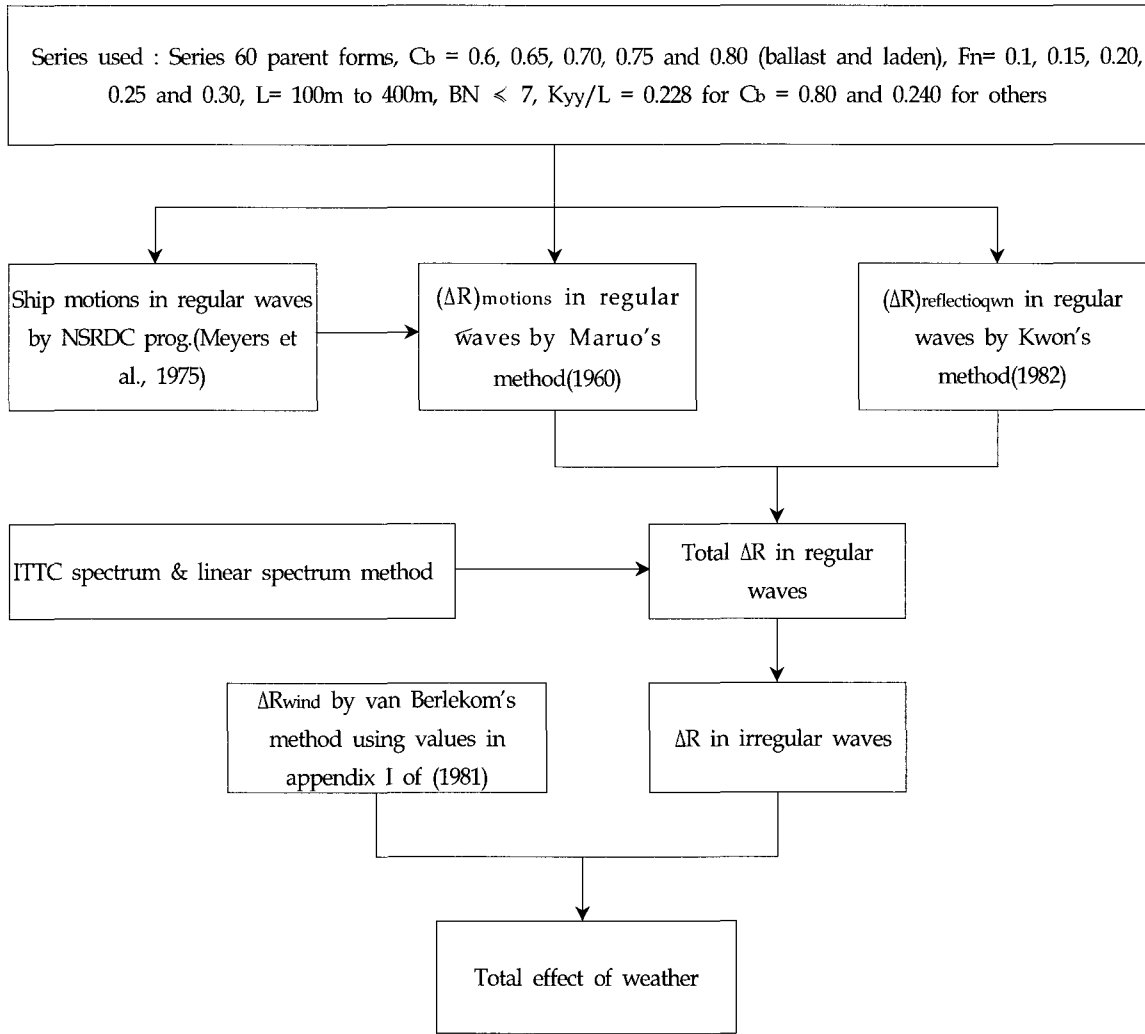 Series used : Series 60 parent forms, Cb = 0.6, 0.65, 0.70, 0.75 and 0.80 (ballast and laden), Fn= 0.1, 0.15, 0.20,
0.25 and 0.30, L= 100m to 400m, BN ⩽ 7, Kyy/L = 0.228 for Cb = 0.80 and 0.240 for others
Ship motions in regular waves
by NSRDC prog.(Meyers et
al., 1975)
(ΔR)motions in regular
waves by Maruo's
method(1960)
(ΔR)reflectioqwn in regular
waves by Kwon's
method(1982)
ITTC spectrum & linear spectrum method
Total ΔR in regular
waves
ΔRwind by van Berlekom's
method using values in
appendix I of (1981)
ΔR in irregular waves
Total effect of weather